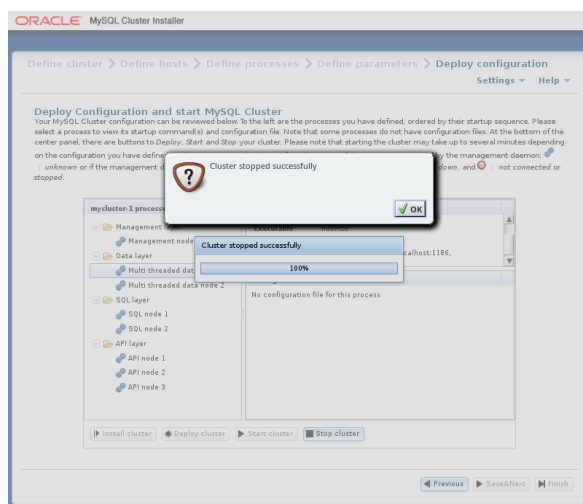 ORACLE MySQL Cluster Installer
Define cluster > Define hosts > Define processes > Define parameters > Deploy configuration
Settings Help
Deploy Configuration and start MySQL Cluster
Your MySQL Cluster configuration can be reviewed below. To the left are the processes you have defined, ordered by their startup sequence. Please
select a process to view its startup command(s) and configuration file. Note that some processes do not have configuration files. At the bottom of the
center panel, there are buttons to Deploy, Start and Stop your cluster. Please note that starting the cluster may take up to several minutes depending
on the configuration you have define by the management daemon:
: unknown or if the management d own, and : not connected or
stopped.
Cluster stopped successfully
OK
mycluster-1 processe
Management l yer
Management node
Data layer
Multi threaded dat
Multi threaded data node 2
SQL layer
SQL node 1
SQL node 2
API layer
API node 1
API node 2
API node 3
Cluster stopped successfully
100%
calhost:1186,
No configuration file for this process
Install cluster Deploy cluster Start cluster Stop cluster
Previous Save&Next Finish